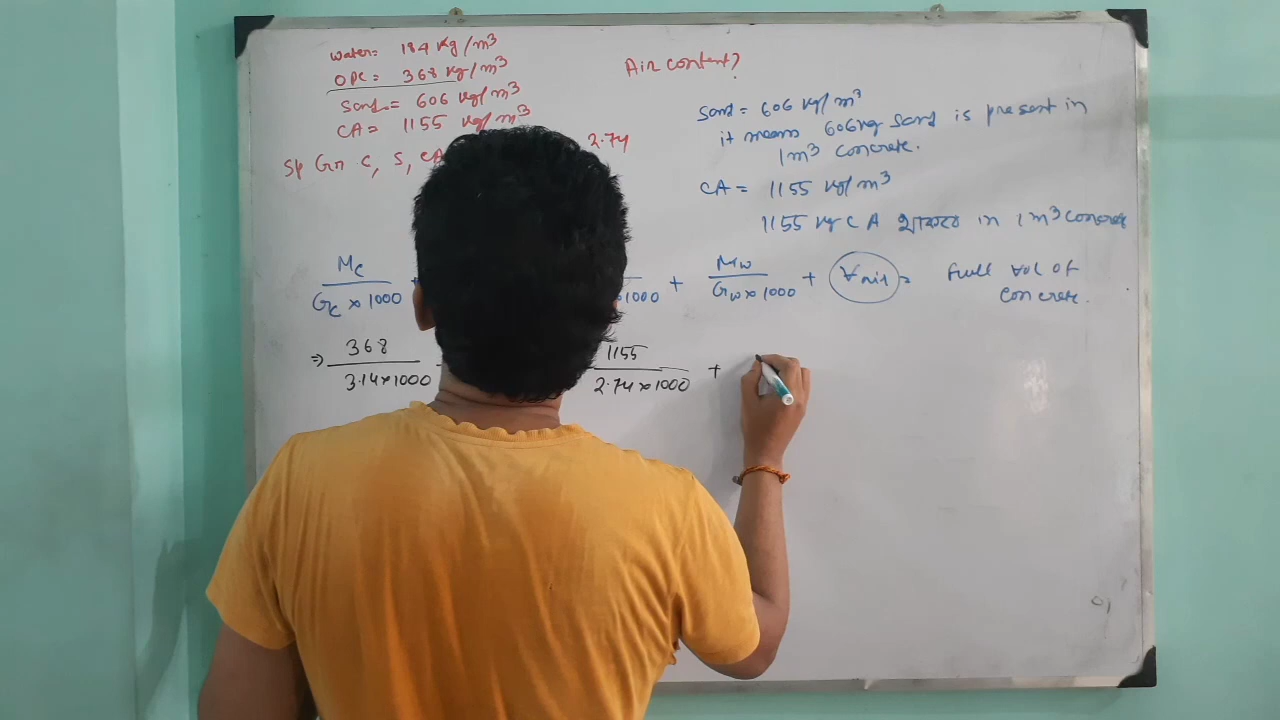 Water = 184 kg/m³
OPC = 368 kg/m³
Sand = 606 kg/m³
CA = 1155 kg/m³
Sp Gr C, S, CA 2.74
Air content?
Sand = 606 kg/m³
it means 606kg sand is present in
1m³ concrete.
CA = 1155 kg/m³
1155 kg CA থাকবে in 1m³ concrete
Mc / Gc × 1000 + ×1000 + Mw / Gw × 1000 + Vair = full vol of
concrete.
⇒ 368 / 3.14×1000 1155 / 2.74×1000 +